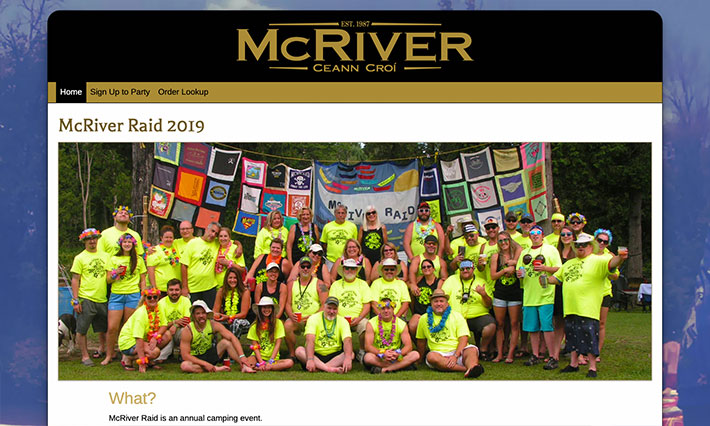 EST. 1987
McRIVER
CEANN CROÍ
Home Sign Up to Party Order Lookup
McRiver Raid 2019
McRIVER RAID
What?
McRiver Raid is an annual camping event.